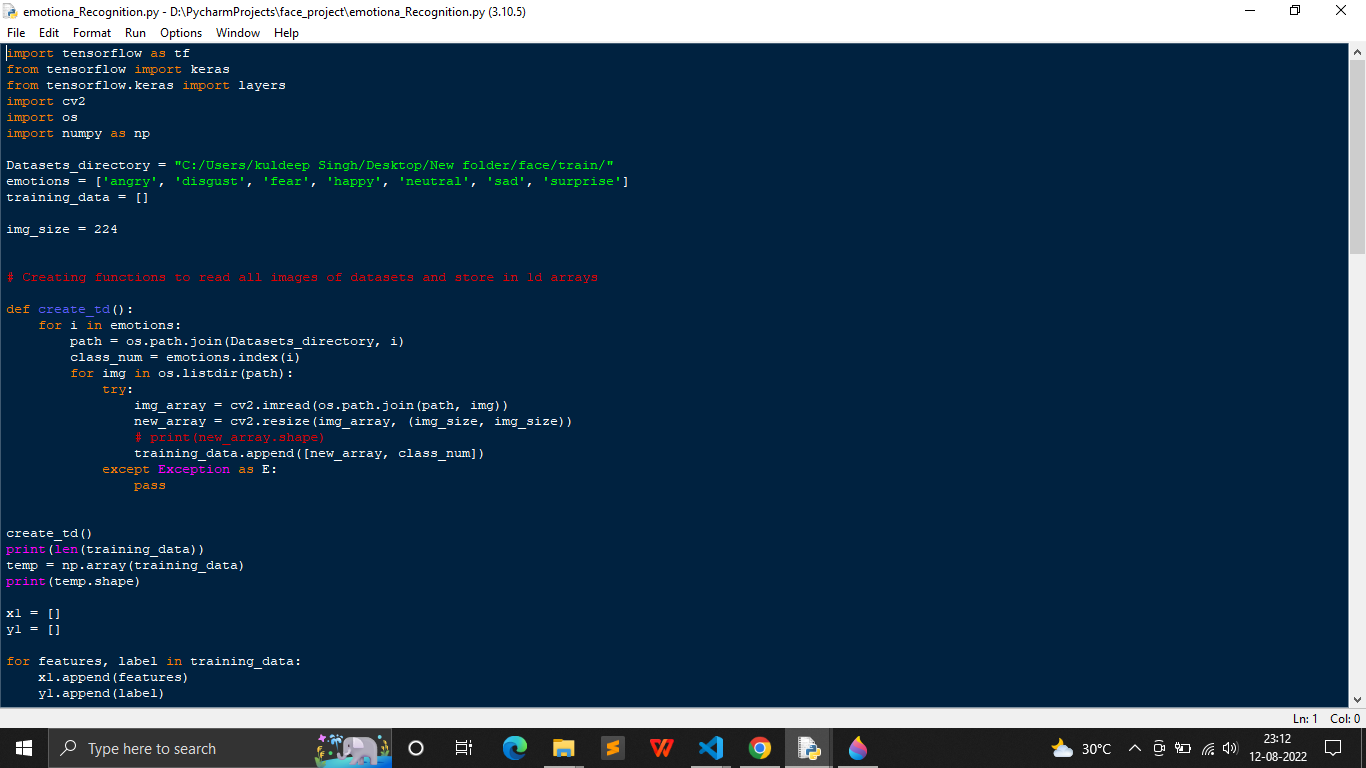 emotiona_Recognition.py - D:\PycharmProjects\face_project\emotiona_Recognition.py (3.10.5)
File Edit Format Run Options Window Help
import tensorflow as tf
from tensorflow import keras
from tensorflow.keras import layers
import cv2
import os
import numpy as np
Datasets_directory = "C:/Users/kuldeep Singh/Desktop/New folder/face/train/"
emotions = ['angry', 'disgust', 'fear', 'happy', 'neutral', 'sad', 'surprise']
training_data = []
img_size = 224
# Creating functions to read all images of datasets and store in 1d arrays
def create_td():
    for i in emotions:
        path = os.path.join(Datasets_directory, i)
        class_num = emotions.index(i)
        for img in os.listdir(path):
            try:
                img_array = cv2.imread(os.path.join(path, img))
                new_array = cv2.resize(img_array, (img_size, img_size))
                # print(new_array.shape)
                training_data.append([new_array, class_num])
            except Exception as E:
                pass
create_td()
print(len(training_data))
temp = np.array(training_data)
print(temp.shape)
x1 = []
y1 = []
for features, label in training_data:
    x1.append(features)
    y1.append(label)
Ln: 1 Col: 0
Type here to search
30°C
23:12
12-08-2022